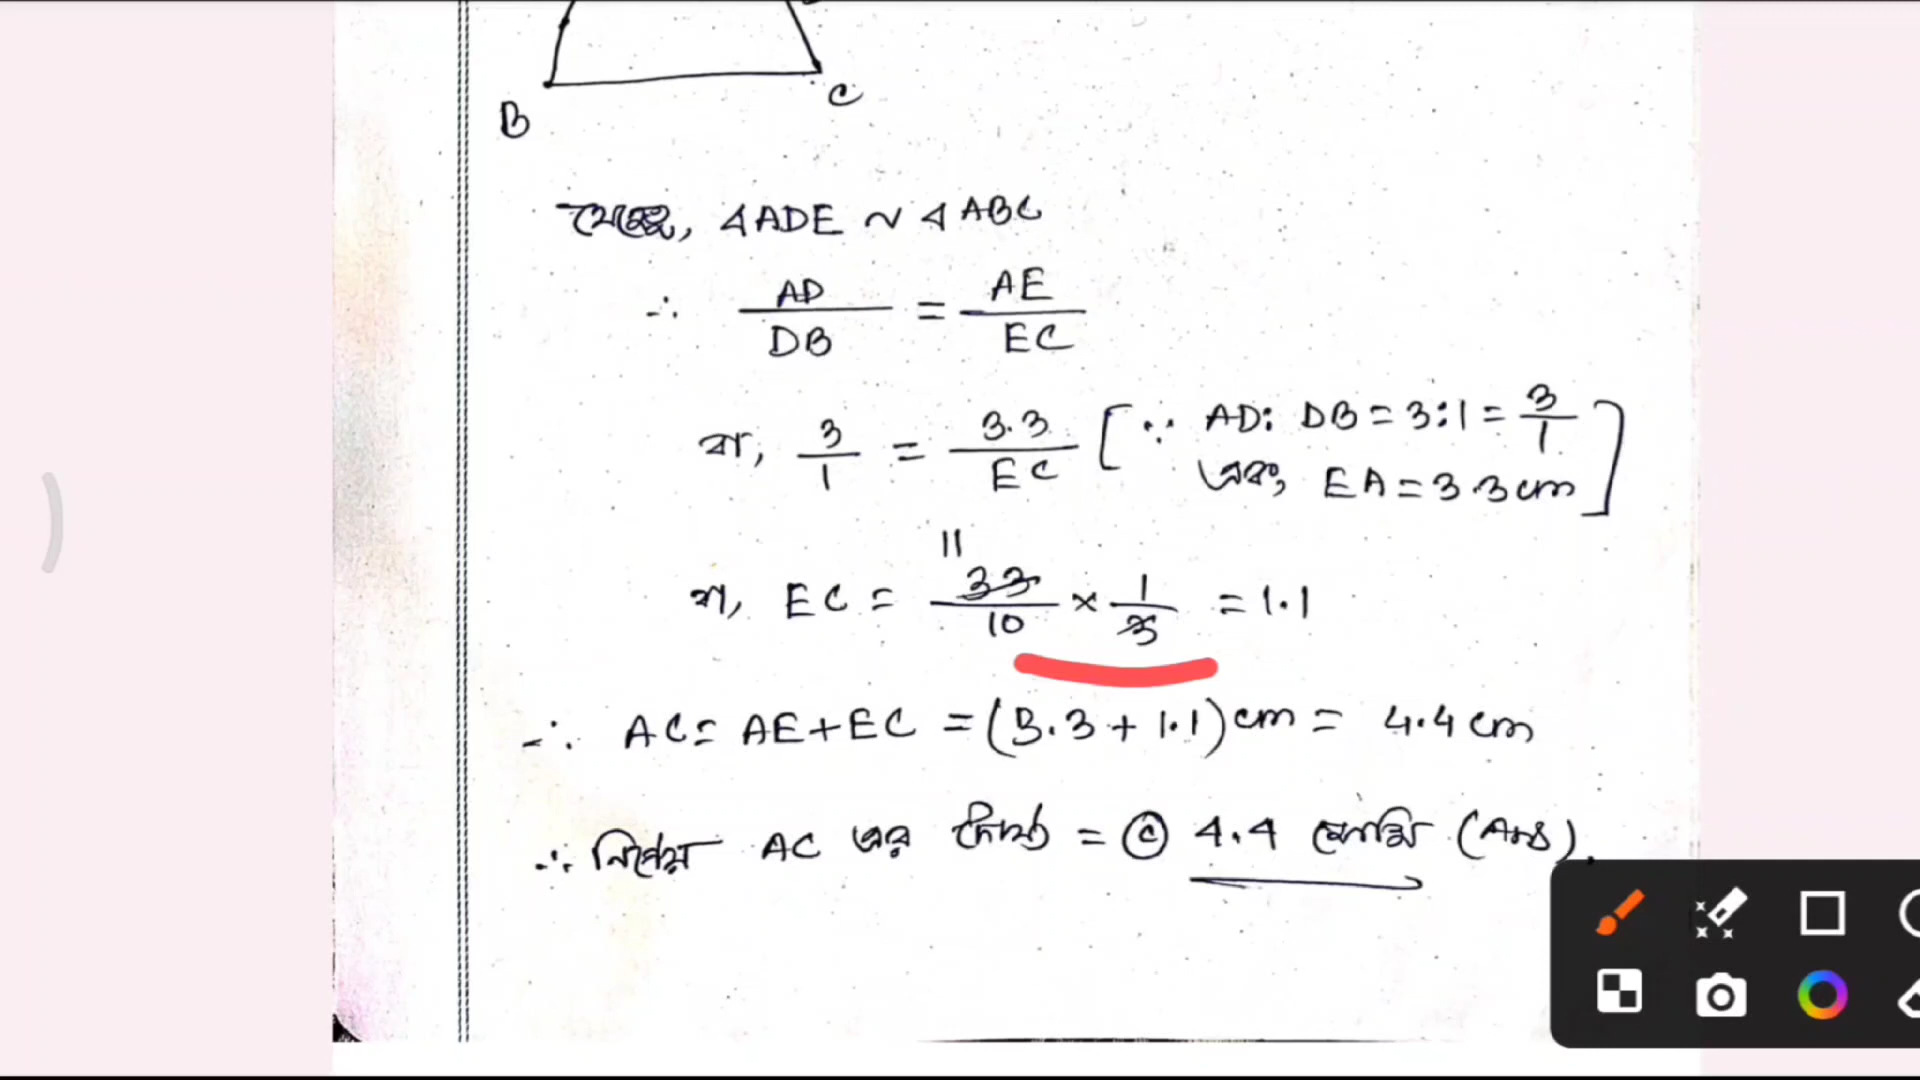 B
C
যেহেতু, ⊿ADE ~ ⊿ABC
∴ AD/DB = AE/EC
বা, 3/1 = 3.3/EC [∵ AD: DB = 3:1 = 3/1
এবং, EA = 3.3 cm]
11
বা, EC = 33/10 × 1/3 = 1.1
∴ AC = AE+EC = (3.3 + 1.1) cm = 4.4 cm
∴ নির্ণেয় AC এর দৈর্ঘ্য = ⓒ 4.4 সেমি (Ans).